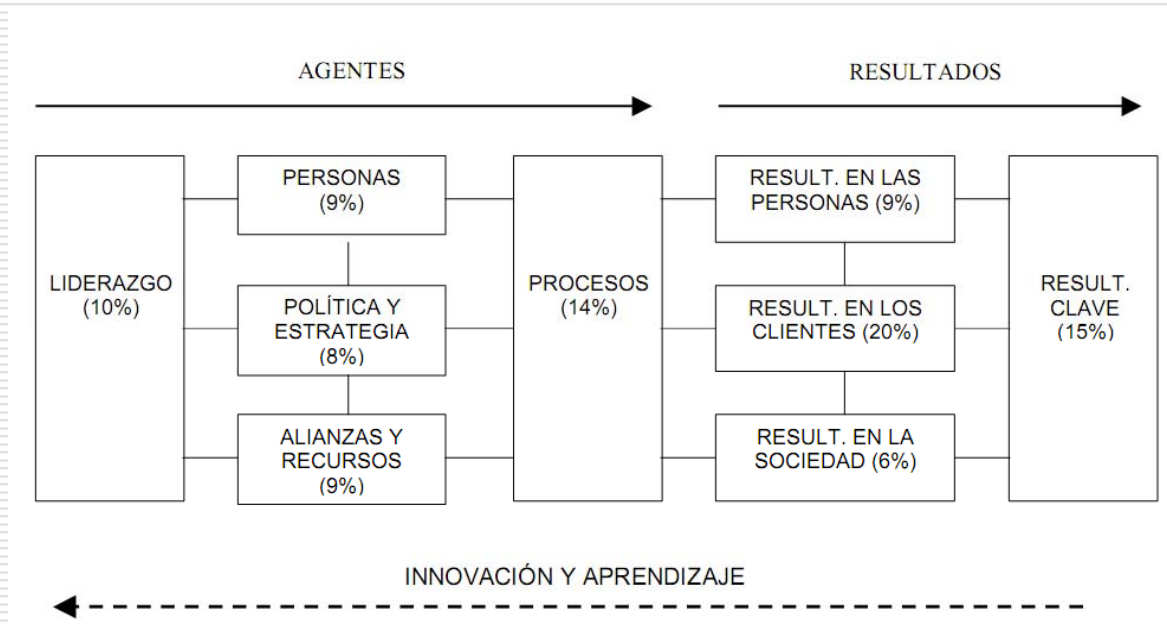 AGENTES
RESULTADOS
LIDERAZGO
(10%)
PERSONAS
(9%)
POLÍTICA Y
ESTRATEGIA
(8%)
ALIANZAS Y
RECURSOS
(9%)
PROCESOS
(14%)
RESULT. EN LAS
PERSONAS (9%)
RESULT. EN LOS
CLIENTES (20%)
RESULT. EN LA
SOCIEDAD (6%)
RESULT.
CLAVE
(15%)
INNOVACIÓN Y APRENDIZAJE